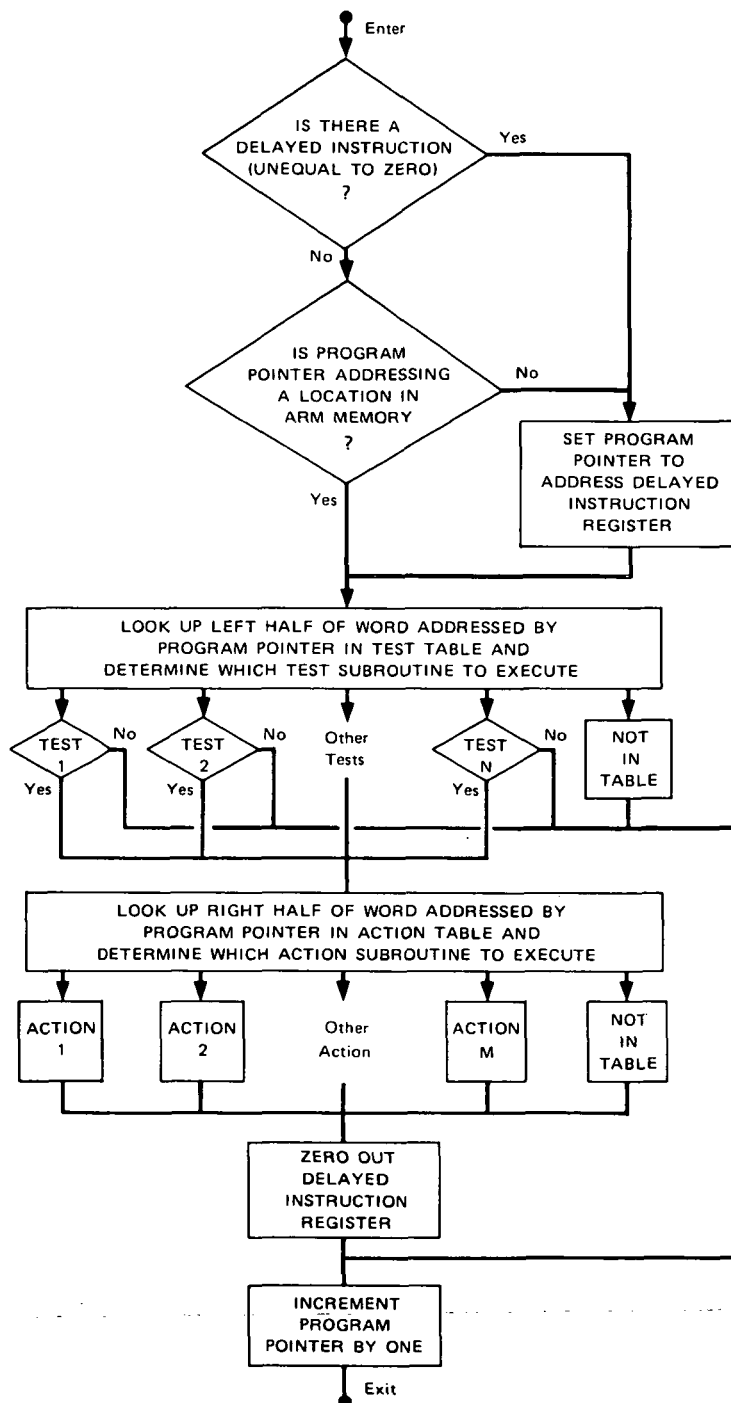 Enter
IS THERE A
DELAYED INSTRUCTION
(UNEQUAL TO ZERO)
?
Yes
No
IS PROGRAM
POINTER ADDRESSING
A LOCATION IN
ARM MEMORY
?
No
Yes
SET PROGRAM
POINTER TO
ADDRESS DELAYED
INSTRUCTION
REGISTER
LOOK UP LEFT HALF OF WORD ADDRESSED BY
PROGRAM POINTER IN TEST TABLE AND
DETERMINE WHICH TEST SUBROUTINE TO EXECUTE
TEST
1
No
Yes
TEST
2
No
Yes
Other
Tests
TEST
N
No
Yes
NOT
IN
TABLE
LOOK UP RIGHT HALF OF WORD ADDRESSED BY
PROGRAM POINTER IN ACTION TABLE AND
DETERMINE WHICH ACTION SUBROUTINE TO EXECUTE
ACTION
1
ACTION
2
Other
Action
ACTION
M
NOT
IN
TABLE
ZERO OUT
DELAYED
INSTRUCTION
REGISTER
INCREMENT
PROGRAM
POINTER BY ONE
Exit